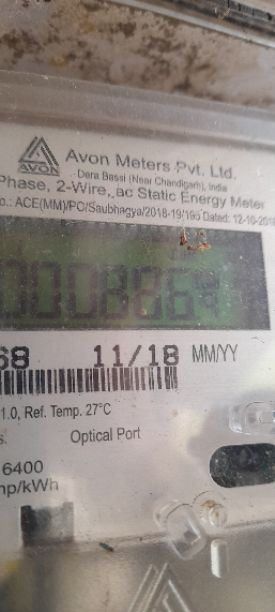 AVON
Avon Meters Pvt. Ltd.
Dera Bassi (Near Chandigarh), India
Phase, 2-Wire, ac Static Energy Meter
o.: ACE(MM)/PC/Saubhagya/2018-19/195 Dated: 12-10-201
68 11/18 MM/YY
1.0, Ref. Temp. 27°C
s. Optical Port
6400
mp/kWh